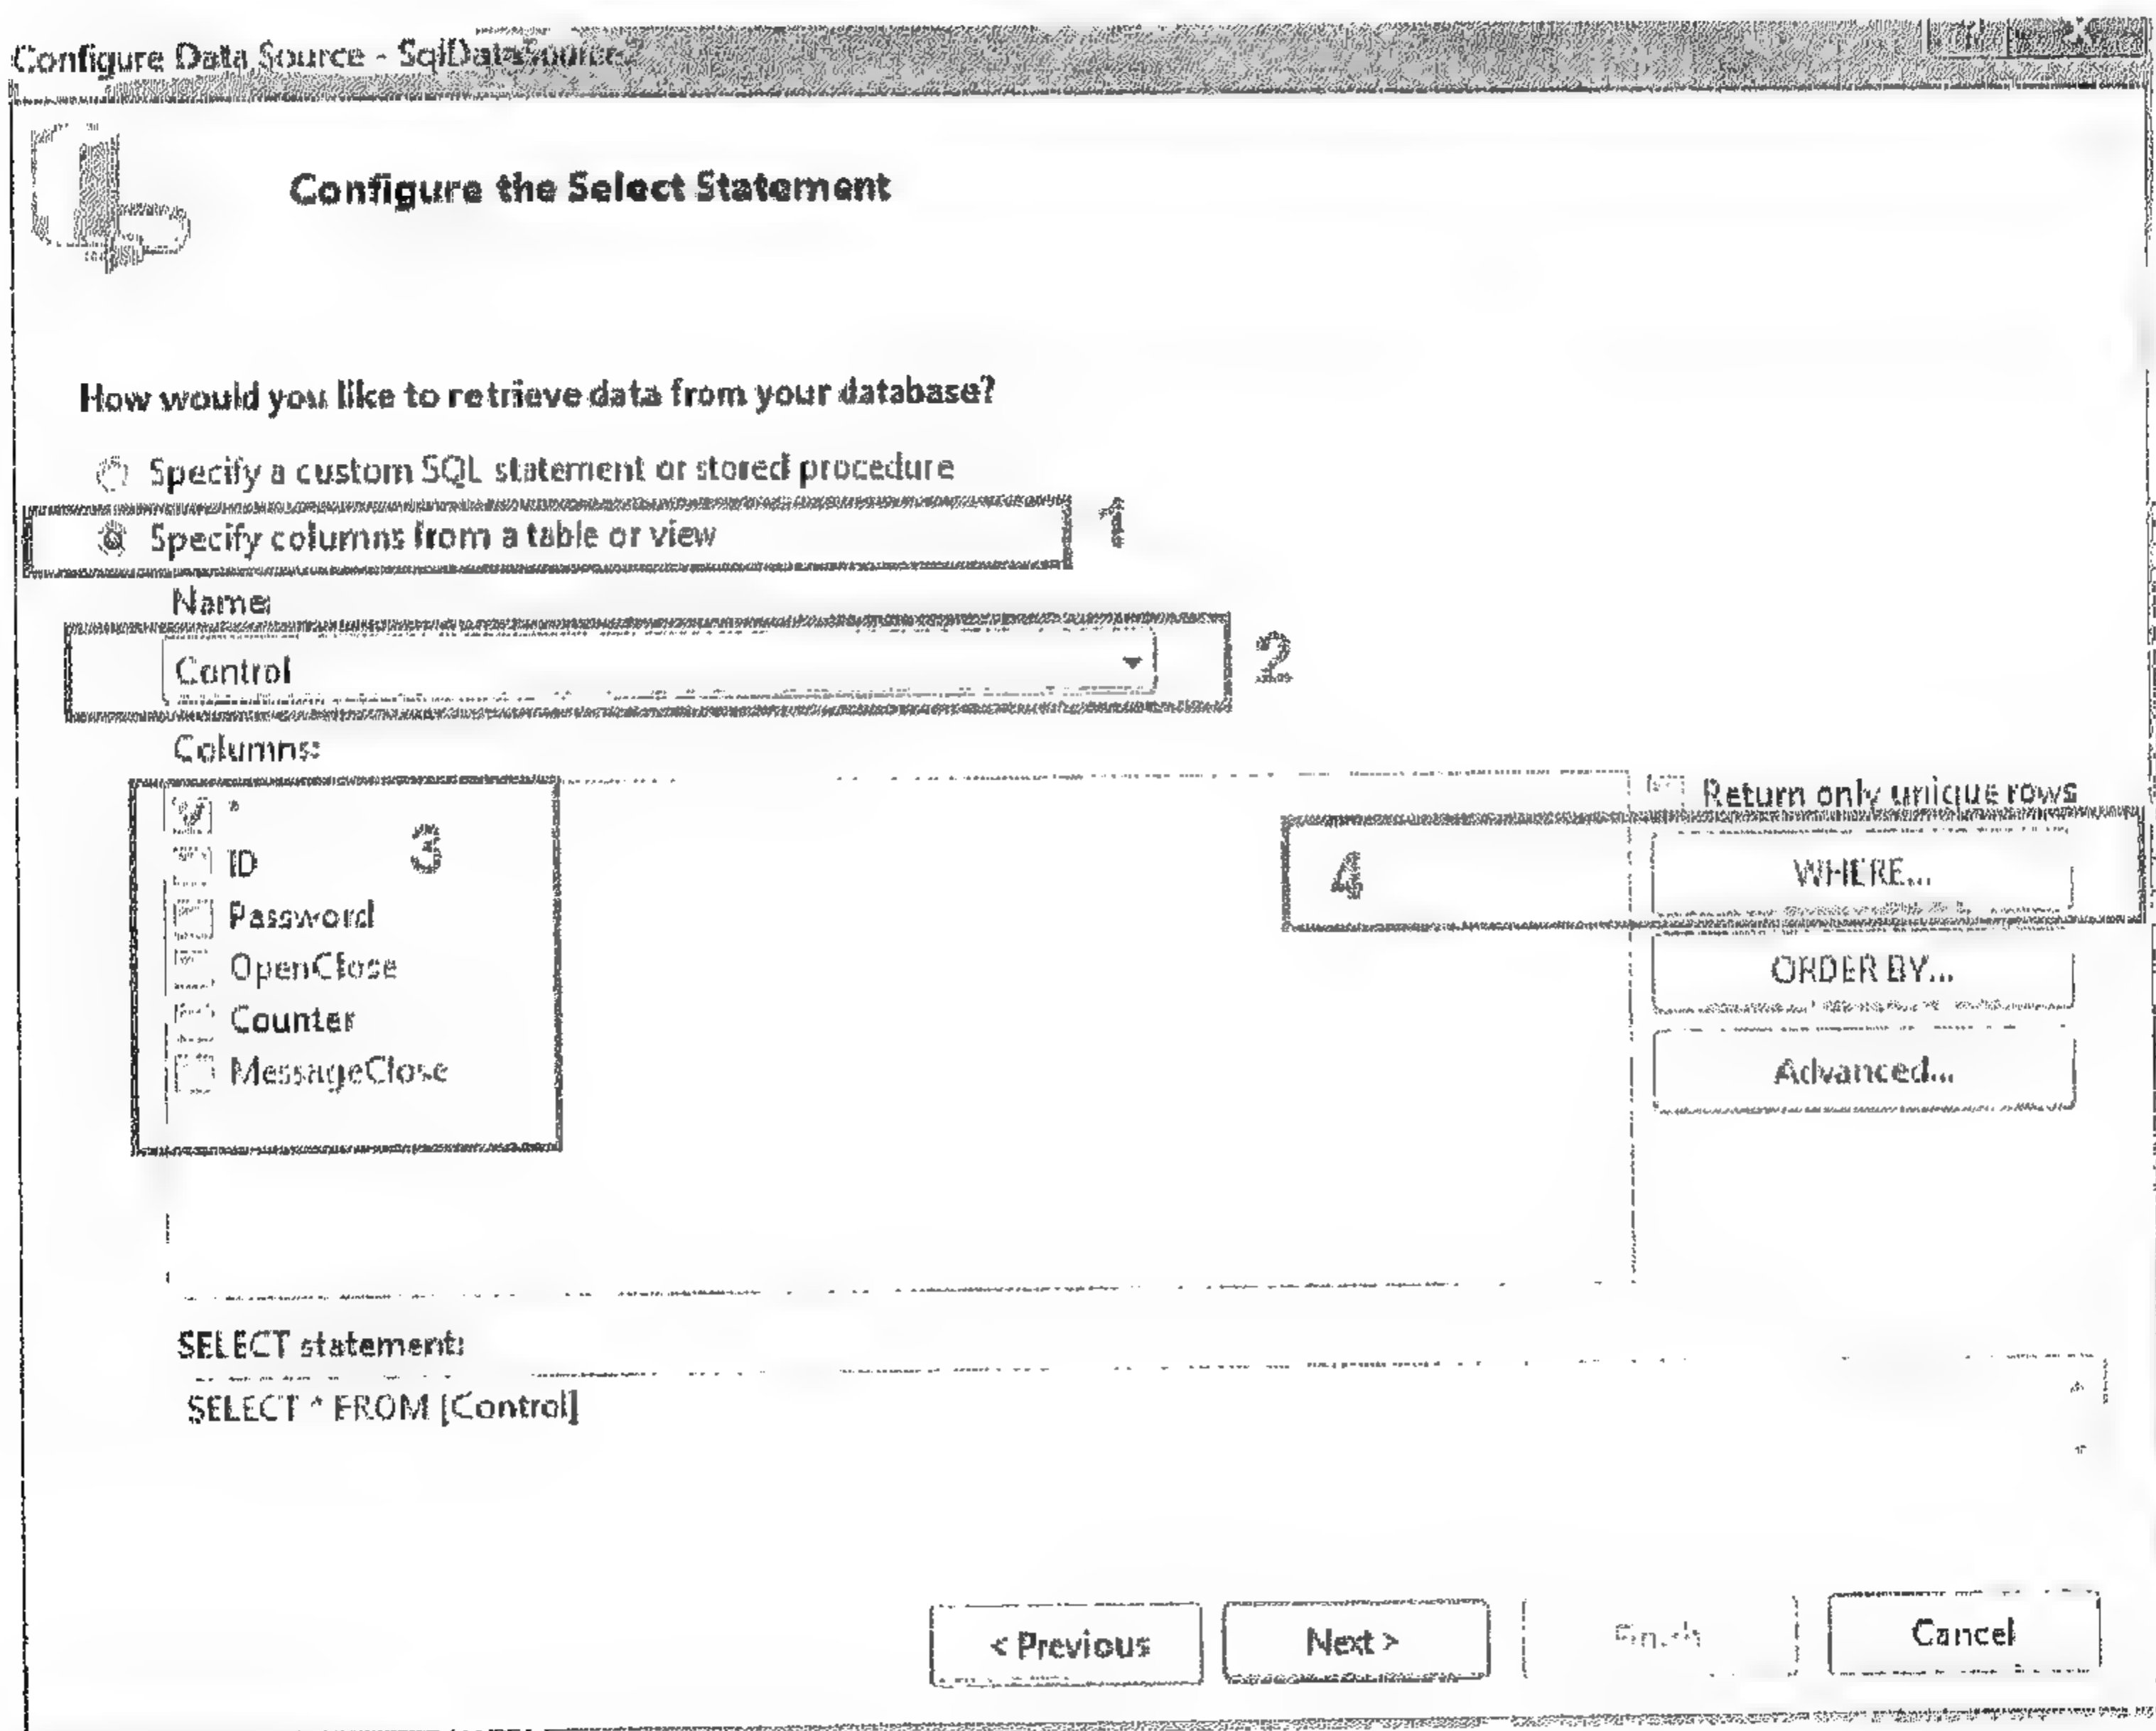 Configure Data Source - SqlDataSource2
Configure the Select Statement
How would you like to retrieve data from your database?
Specify a custom SQL statement or stored procedure
Specify columns from a table or view
1
Name:
Control
2
Columns:
*
Return only unique rows
ID
3
4
WHERE...
Password
OpenClose
ORDER BY...
Counter
MessageClose
Advanced...
SELECT statement:
SELECT * FROM [Control]
< Previous
Next >
Finish
Cancel